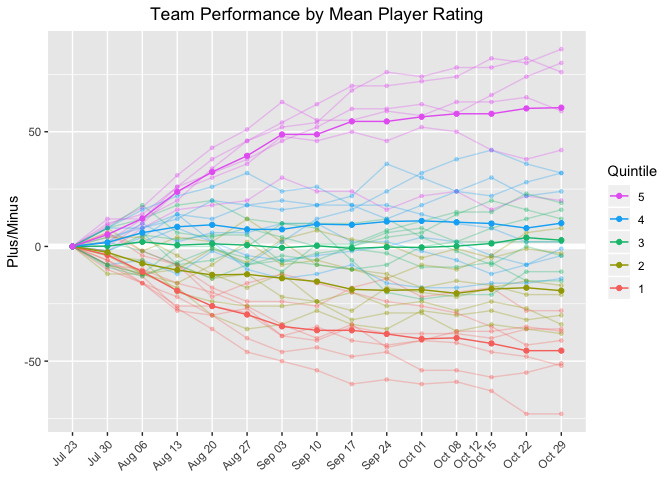 Team Performance by Mean Player Rating
Plus/Minus
50
0
-50
Jul 23
Jul 30
Aug 06
Aug 13
Aug 20
Aug 27
Sep 03
Sep 10
Sep 17
Sep 24
Oct 01
Oct 08
Oct 12
Oct 15
Oct 22
Oct 29
Quintile
5
4
3
2
1